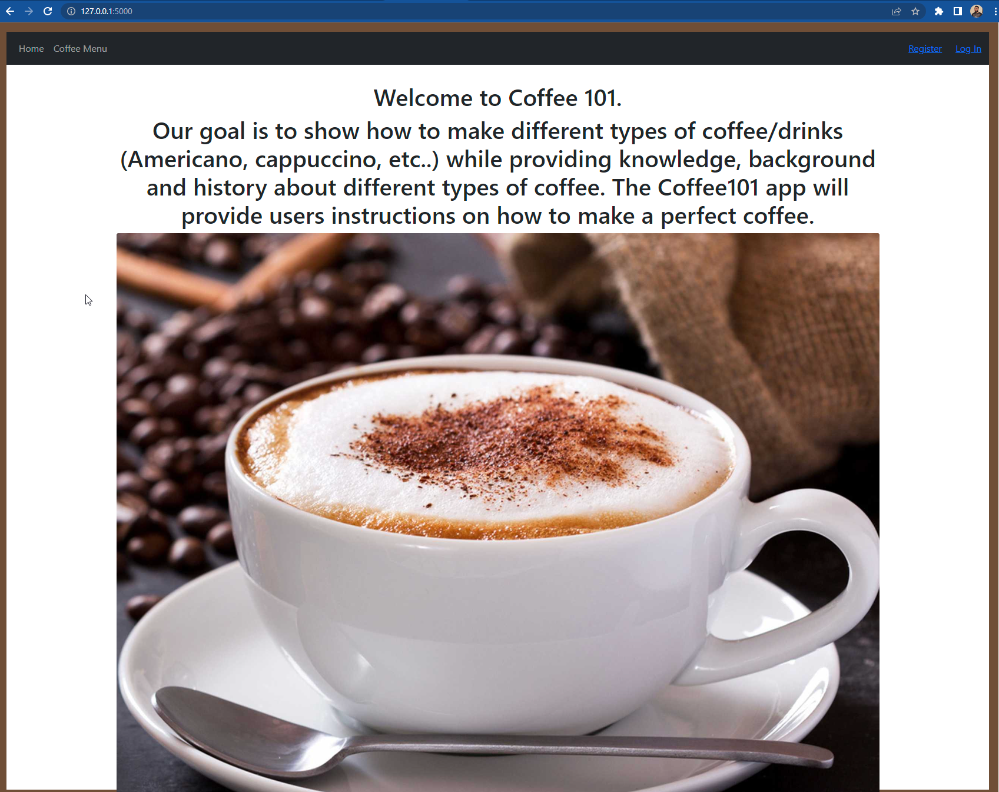 127.0.0.1:5000
Home Coffee Menu Register Log In
Welcome to Coffee 101.
Our goal is to show how to make different types of coffee/drinks
(Americano, cappuccino, etc..) while providing knowledge, background
and history about different types of coffee. The Coffee101 app will
provide users instructions on how to make a perfect coffee.